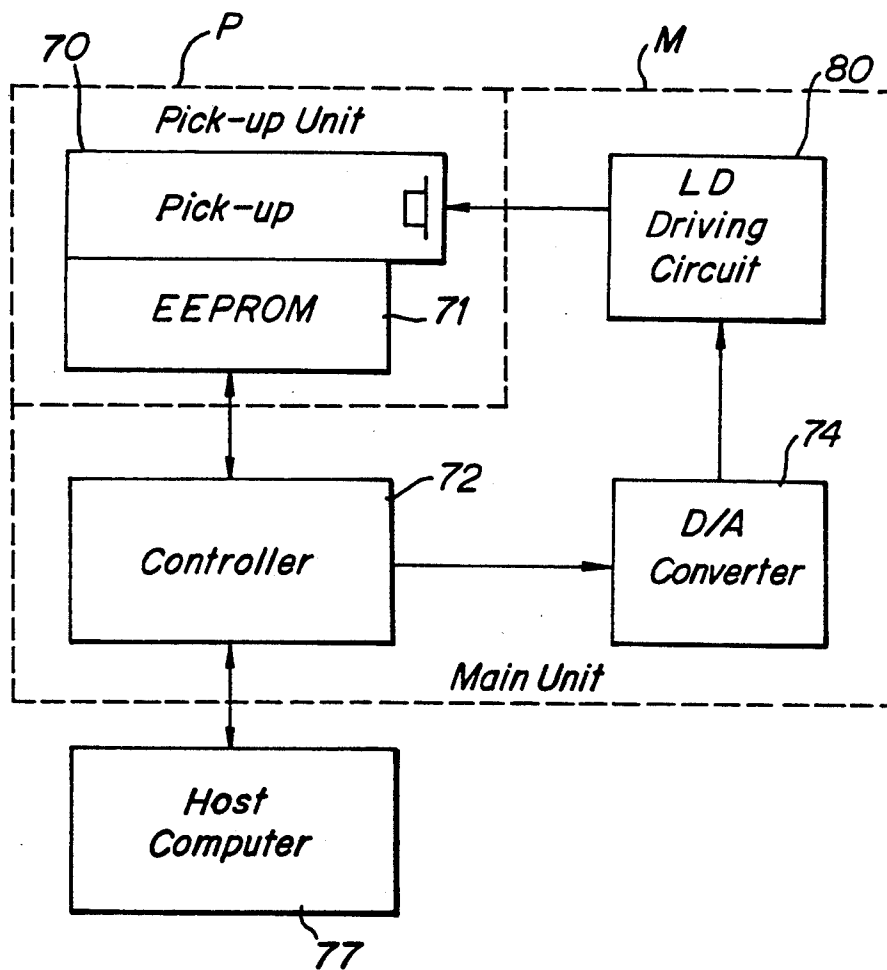 P
M
70
80
Pick-up Unit
Pick-up
LD
Driving
Circuit
EEPROM
71
72
74
Controller
D/A
Converter
Main Unit
Host
Computer
77